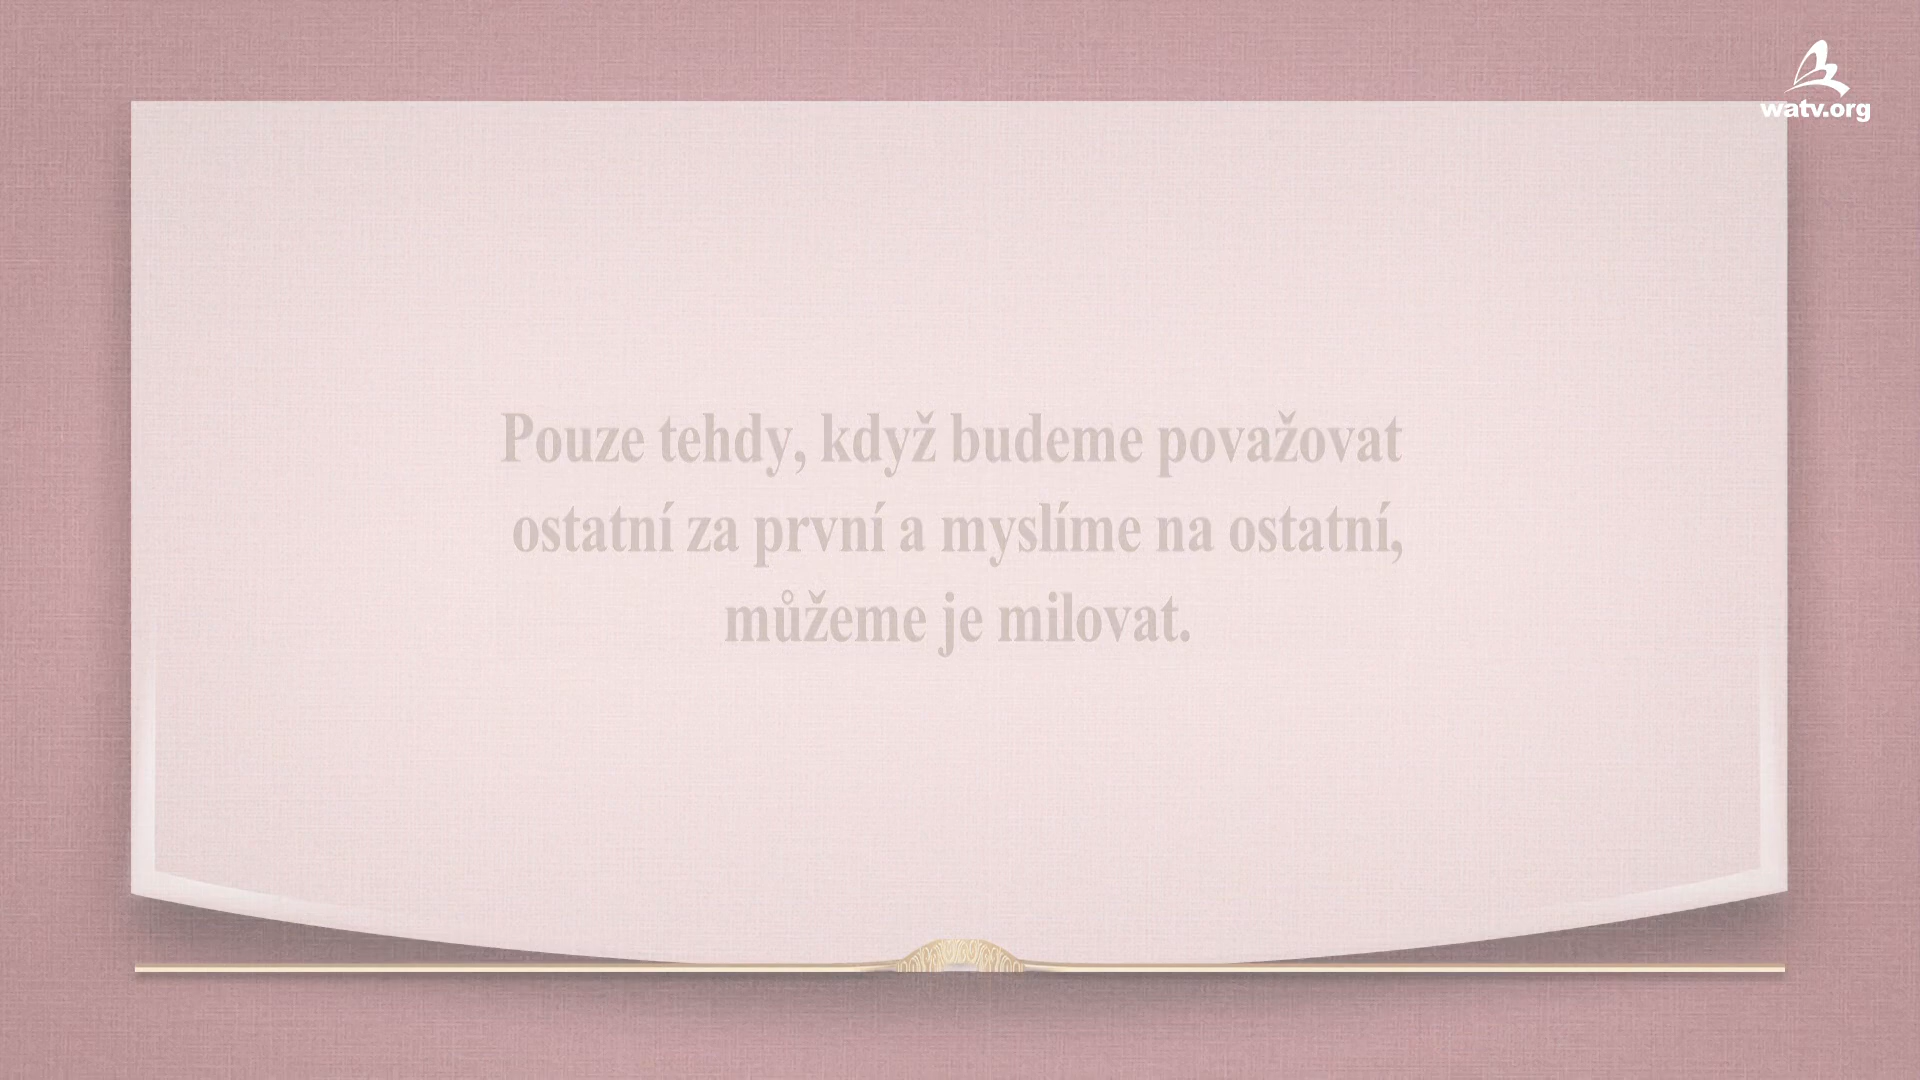 watv.org
Pouze tehdy, když budeme považovat
ostatní za první a myslíme na ostatní,
můžeme je milovat.